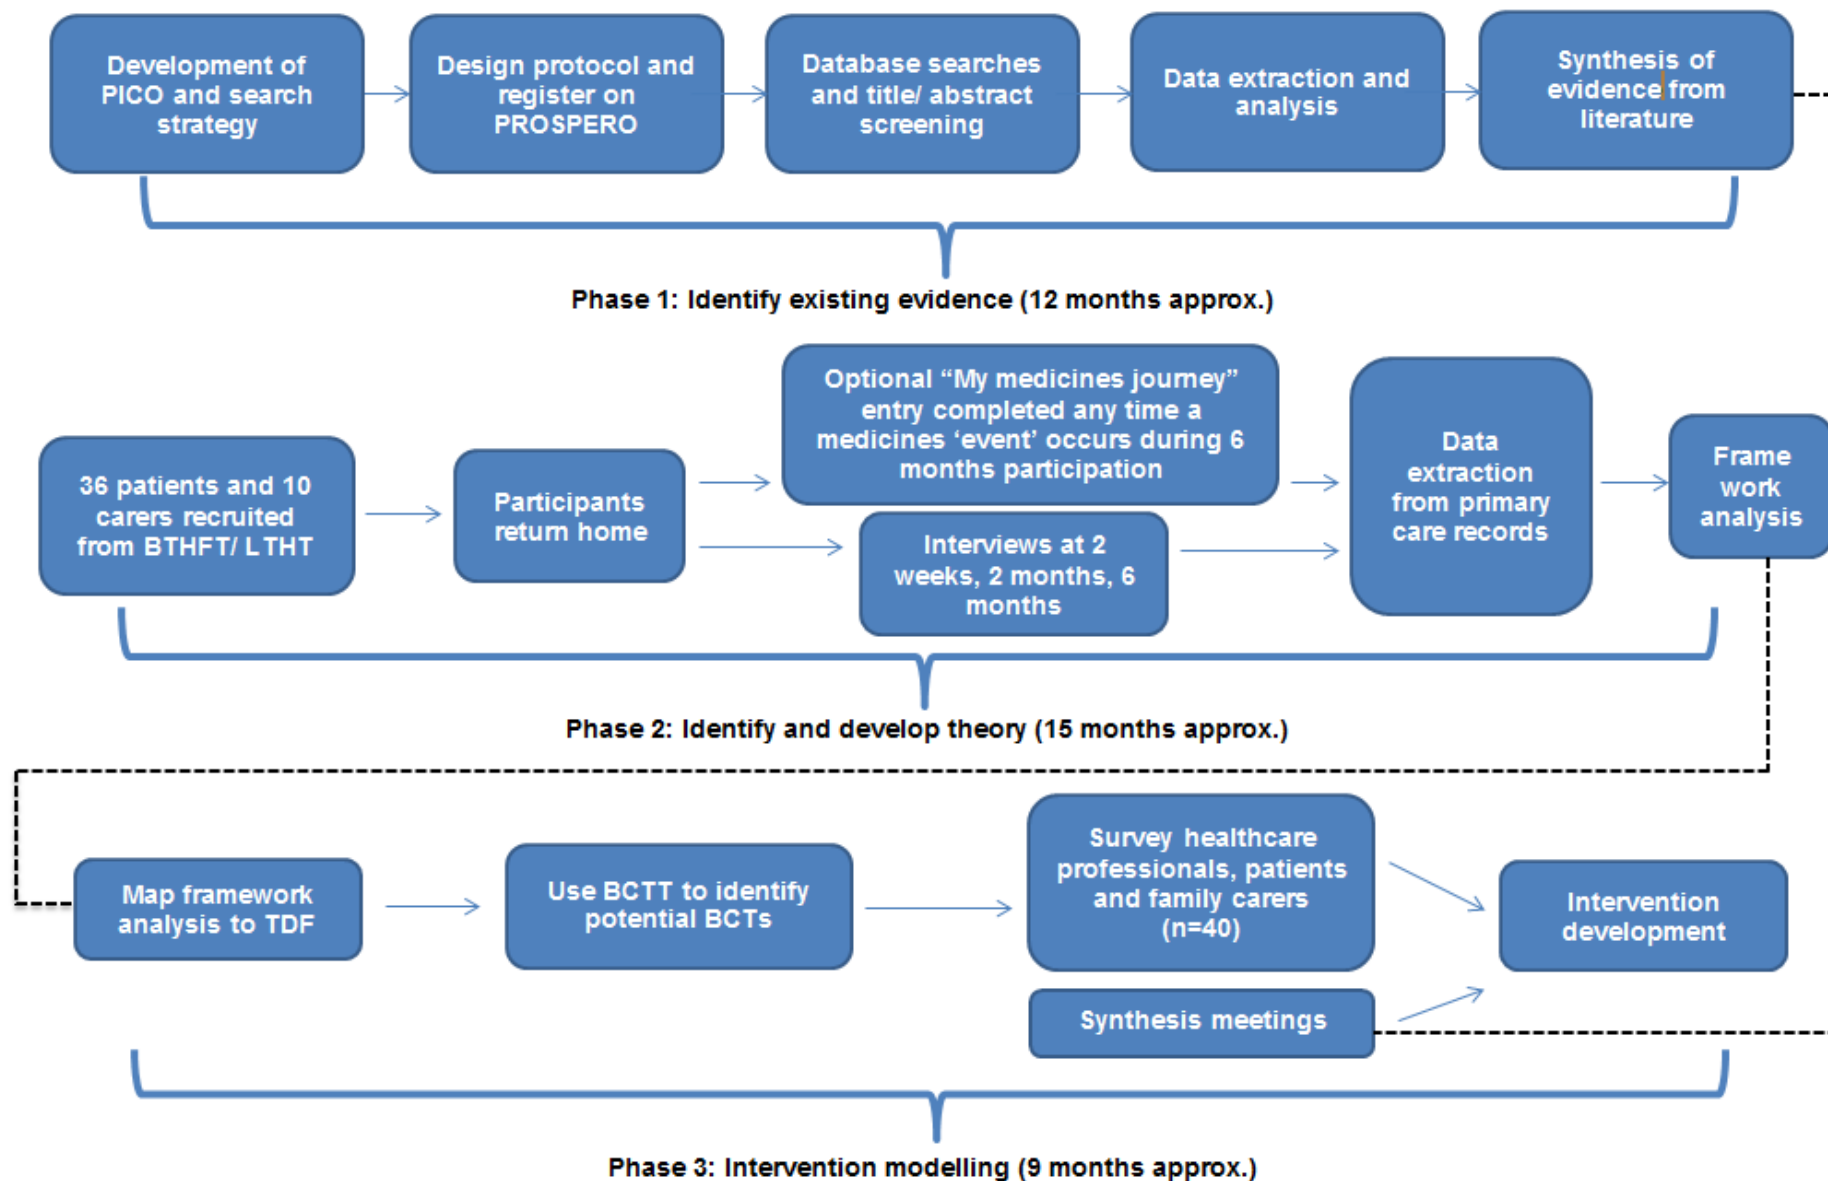 Development of
PICO and search
strategy
Design protocol and
register on
PROSPERO
Database searches
and title/ abstract
screening
Data extraction and
analysis
Synthesis of
evidence from
literature
Phase 1: Identify existing evidence (12 months approx.)
36 patients and 10
carers recruited
from BTHFT/ LTHT
Participants
return home
Optional “My medicines journey”
entry completed any time a
medicines ‘event’ occurs during 6
months participation
Interviews at 2
weeks, 2 months, 6
months
Data
extraction
from primary
care records
Frame
work
analysis
Phase 2: Identify and develop theory (15 months approx.)
Map framework
analysis to TDF
Use BCTT to identify
potential BCTs
Survey healthcare
professionals, patients
and family carers
(n=40)
Synthesis meetings
Intervention
development
Phase 3: Intervention modelling (9 months approx.)